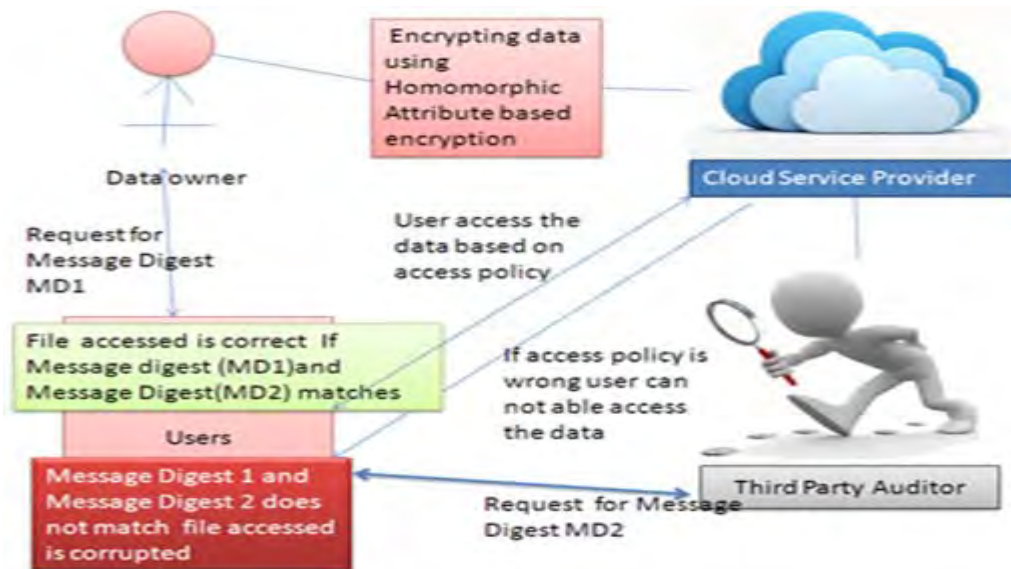 Encrypting data
using
Homomorphic
Attribute based
encryption
Data owner
Cloud Service Provider
Request for
Message Digest
MD1
User access the
data based on
access policy
File accessed is correct If
Message digest (MD1)and
Message Digest(MD2) matches
If access policy is
wrong user can
not able access
the data
Users
Message Digest 1 and
Message Digest 2 does
not match file accessed
is corrupted
Third Party Auditor
Request for Message
Digest MD2